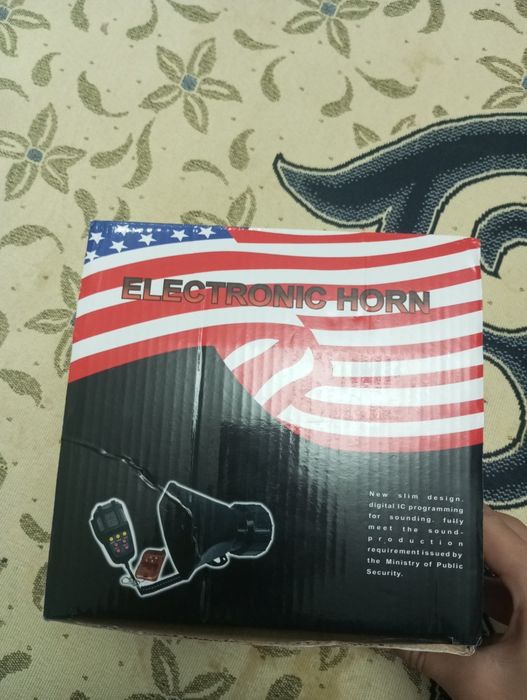 ELECTRONIC HORN
New slim design.
digital IC programming
for sounding. fully
meet the sound-
production
requirement issued by
the Ministry of Public
Security.